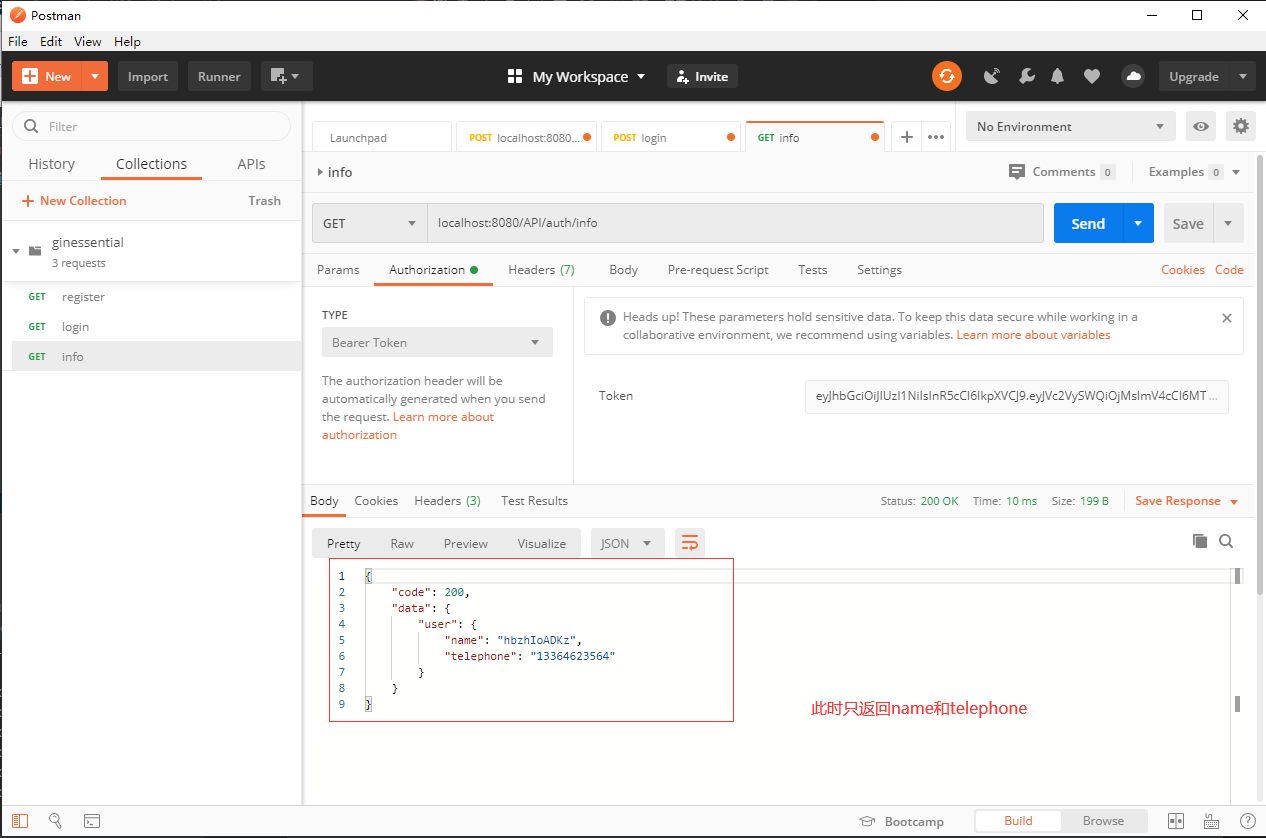 Postman
File Edit View Help
New Import Runner My Workspace Invite Upgrade
Filter
History Collections APIs
New Collection Trash
ginessential
3 requests
GET register
GET login
GET info
Launchpad POST localhost:8080... POST login GET info No Environment
info Comments 0 Examples 0
GET localhost:8080/API/auth/info Send Save
Params Authorization Headers (7) Body Pre-request Script Tests Settings Cookies Code
TYPE
Bearer Token
The authorization header will be
automatically generated when you send
the request. Learn more about
authorization
Heads up! These parameters hold sensitive data. To keep this data secure while working in a
collaborative environment, we recommend using variables. Learn more about variables
Token eyJhbGciOiJIUzI1NiIsInR5cCI6IkpXVCJ9.eyJVc2VySWQiOjMsImV4cCI6MT ...
Body Cookies Headers (3) Test Results Status: 200 OK Time: 10 ms Size: 199 B Save Response
Pretty Raw Preview Visualize JSON
1 {
2 "code": 200,
3 "data": {
4 "user": {
5 "name": "hbzhIoADKz",
6 "telephone": "13364623564"
7 }
8 }
9 }
此时只返回name和telephone
Bootcamp Build Browse